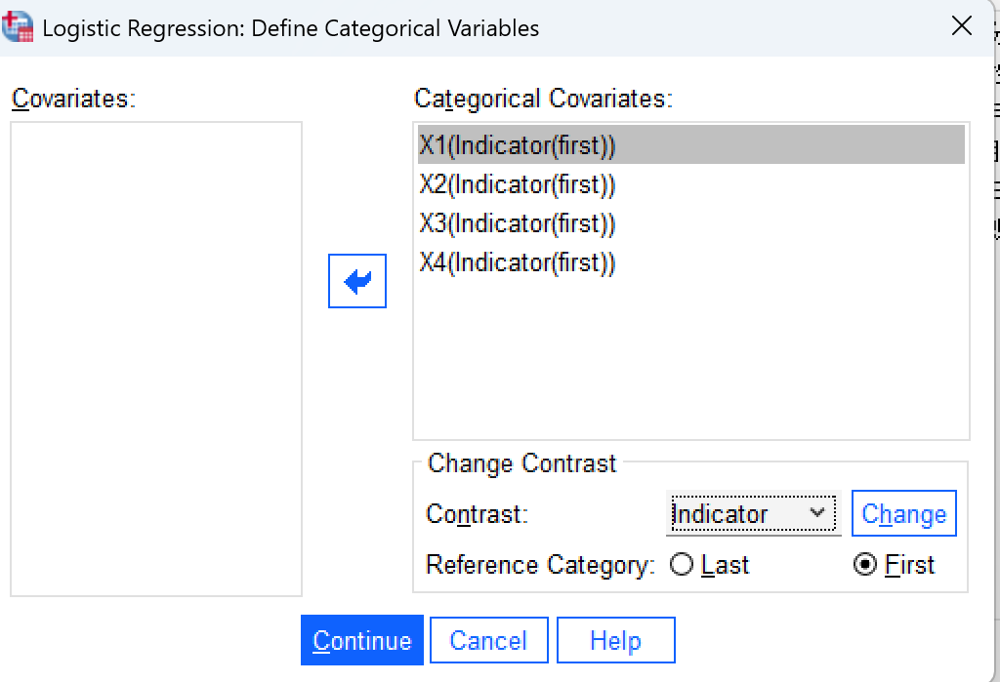 Logistic Regression: Define Categorical Variables
Covariates:
Categorical Covariates:
X1(Indicator(first))
X2(Indicator(first))
X3(Indicator(first))
X4(Indicator(first))
Change Contrast
Contrast: Indicator Change
Reference Category: Last First
Continue Cancel Help